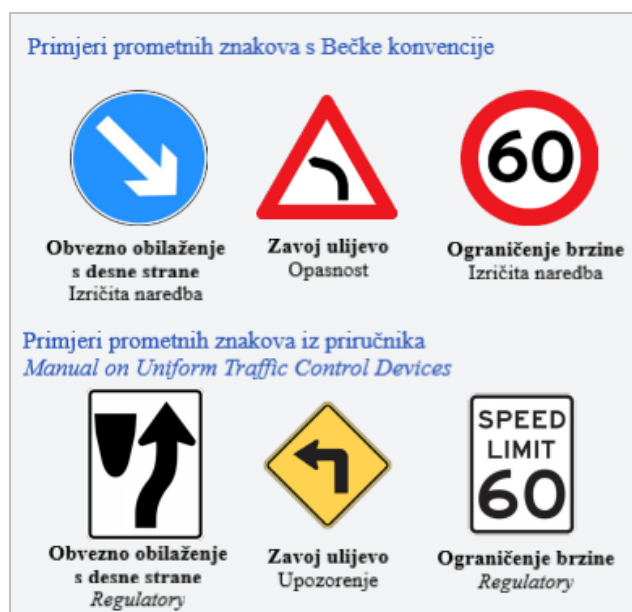 Primjeri prometnih znakova s Bečke konvencije
60
Obvezno obilaženje
s desne strane
Izričita naredba
Zavoj ulijevo
Opasnost
Ograničenje brzine
Izričita naredba
Primjeri prometnih znakova iz priručnika
Manual on Uniform Traffic Control Devices
SPEED
LIMIT
60
Obvezno obilaženje
s desne strane
Regulatory
Zavoj ulijevo
Upozorenje
Ograničenje brzine
Regulatory